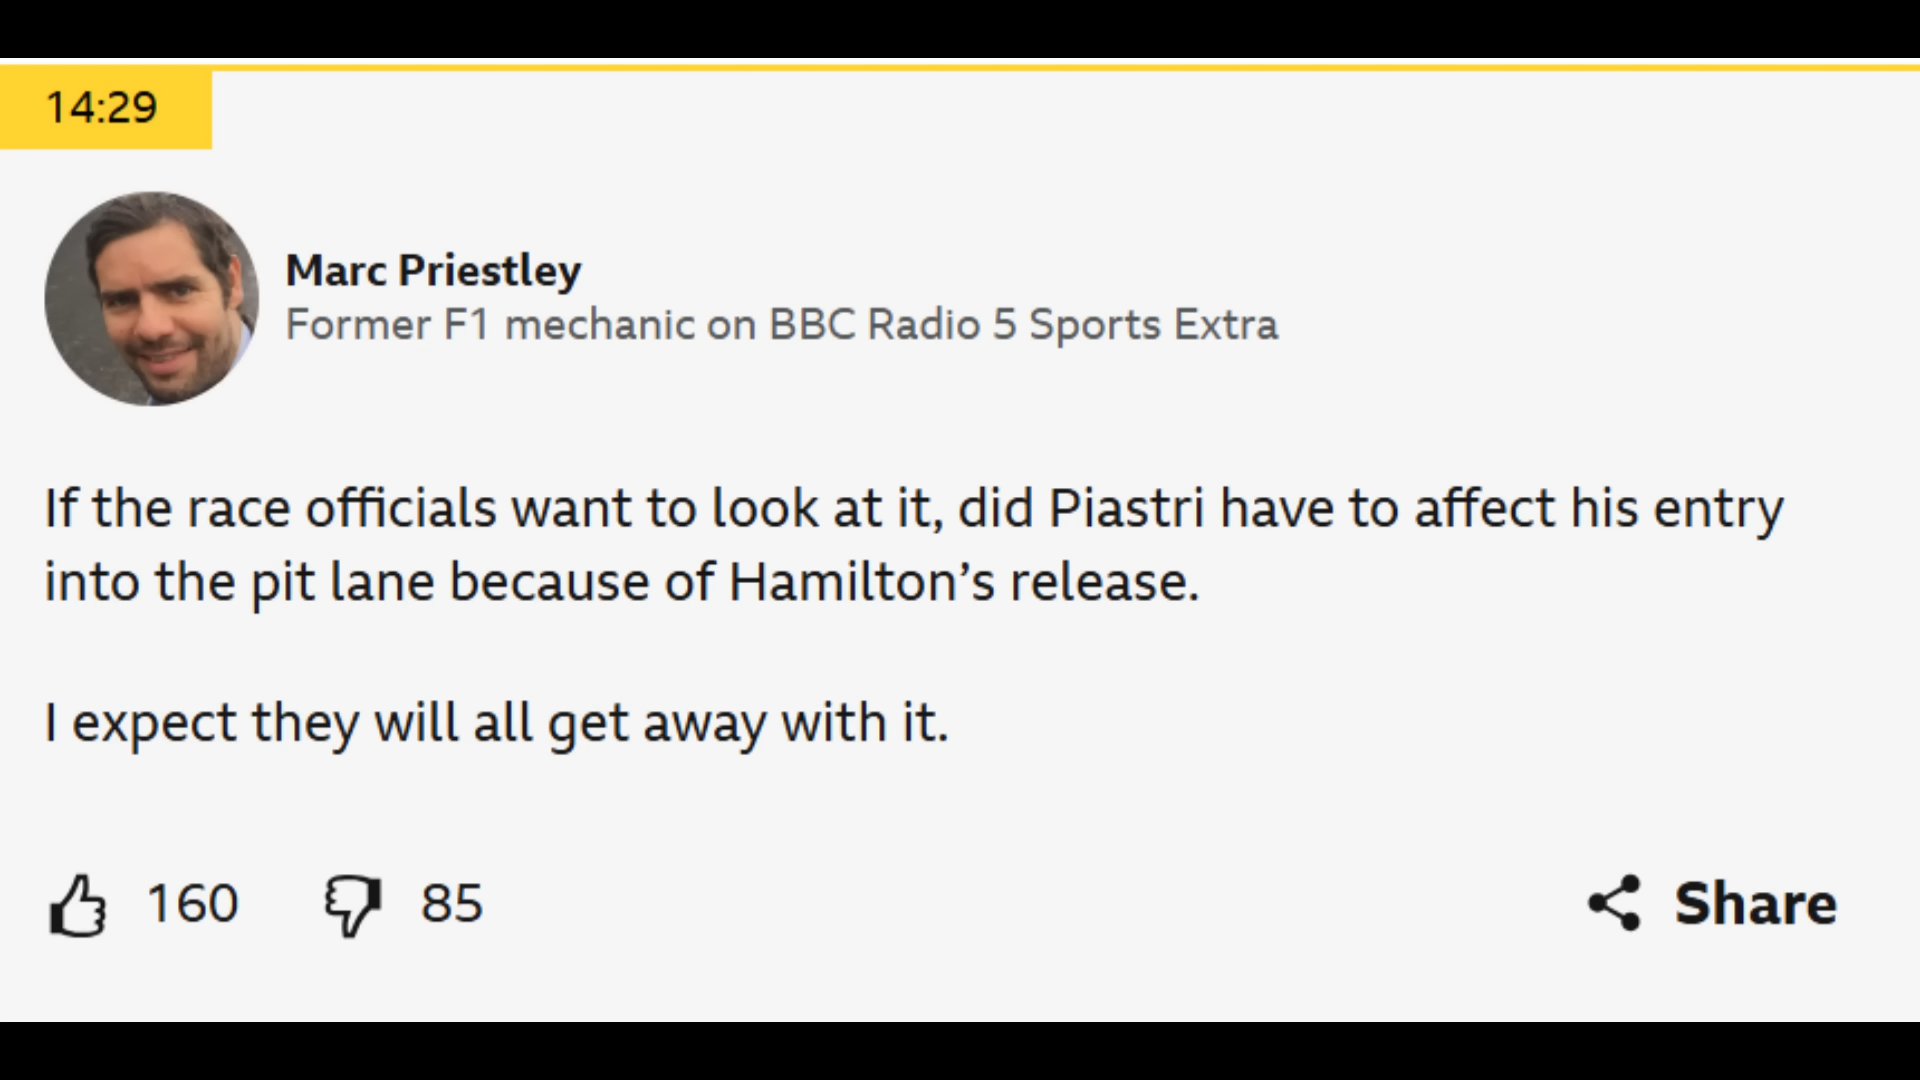 14:29
Marc Priestley
Former F1 mechanic on BBC Radio 5 Sports Extra
If the race officials want to look at it, did Piastri have to affect his entry
into the pit lane because of Hamilton’s release.
I expect they will all get away with it.
160 85 Share